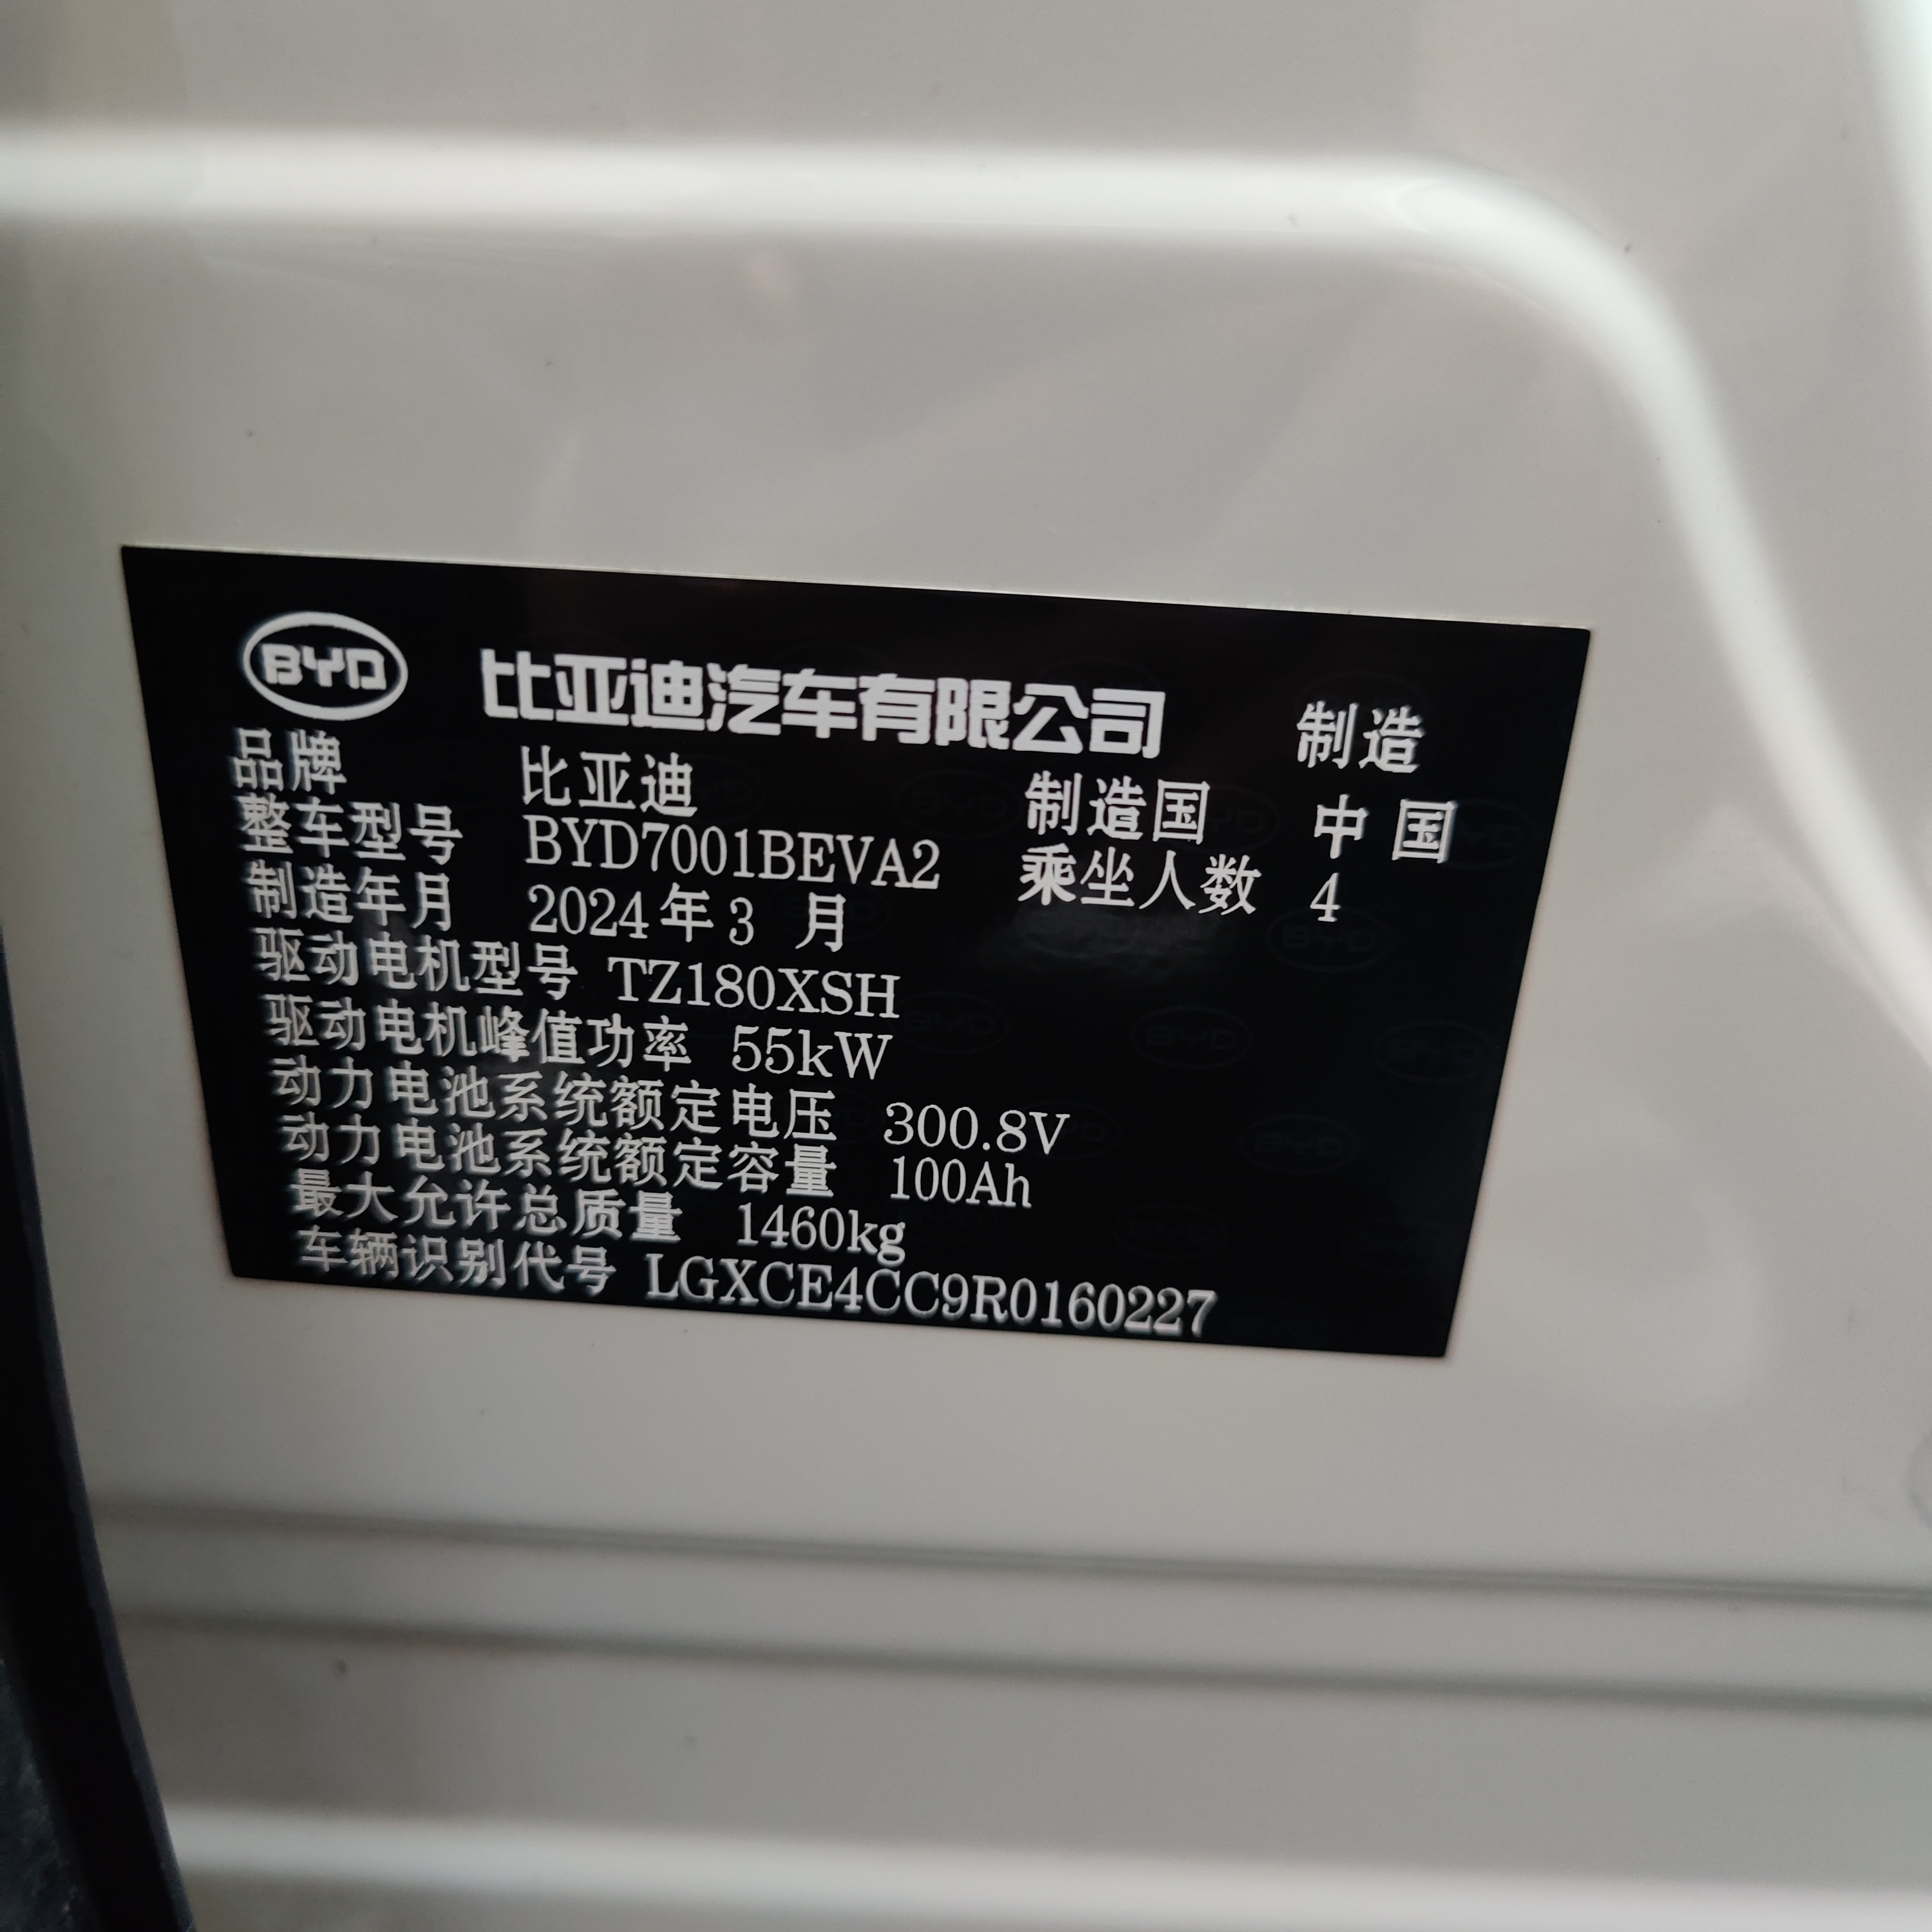 BYD 比亚迪汽车有限公司 制造
品牌 比亚迪 制造国 中国
整车型号 BYD7001BEVA2 乘坐人数 4
制造年月 2024年3月
驱动电机型号 TZ180XSH
驱动电机峰值功率 55kW
动力电池系统额定电压 300.8V
动力电池系统额定容量 100Ah
最大允许总质量 1460kg
车辆识别代号 LGXCE4CC9R0160227